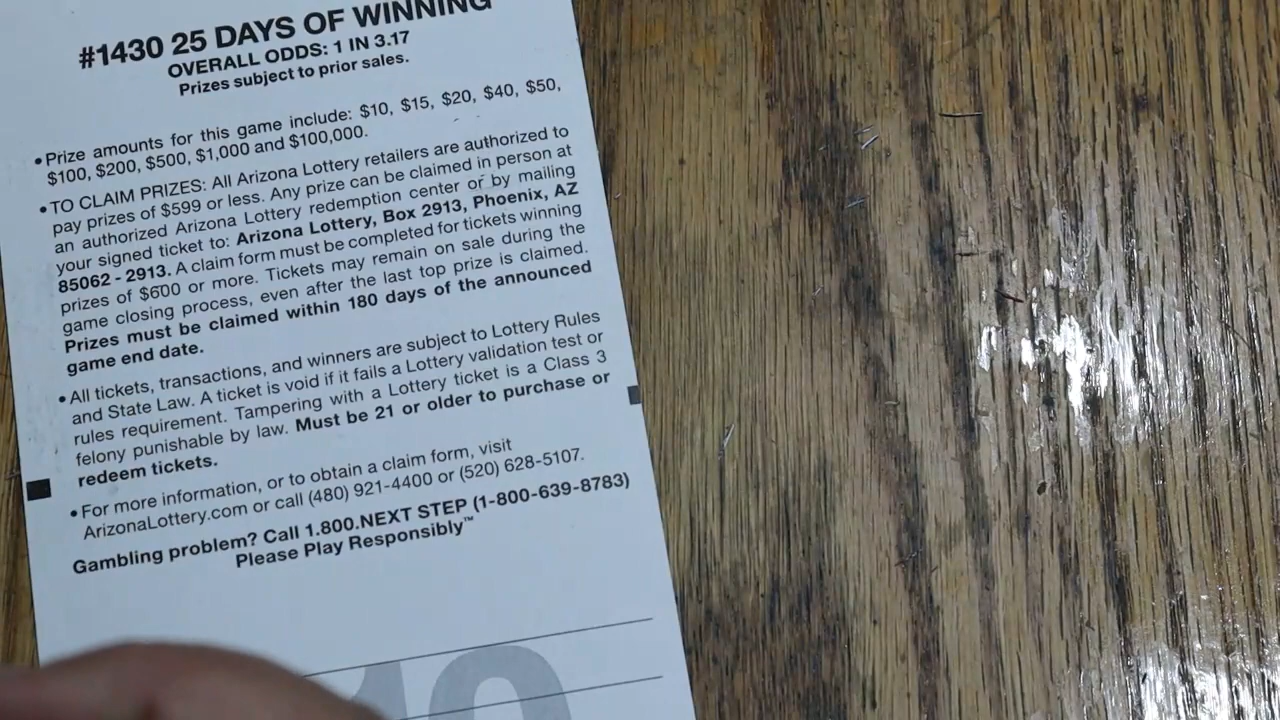 #1430 25 DAYS OF WINNING
OVERALL ODDS: 1 IN 3.17
Prizes subject to prior sales.
• Prize amounts for this game include: $10, $15, $20, $40, $50,
$100, $200, $500, $1,000 and $100,000.
• TO CLAIM PRIZES: All Arizona Lottery retailers are authorized to
pay prizes of $599 or less. Any prize can be claimed in person at
an authorized Arizona Lottery redemption center or by mailing
your signed ticket to: Arizona Lottery, Box 2913, Phoenix, AZ
85062 - 2913. A claim form must be completed for tickets winning
prizes of $600 or more. Tickets may remain on sale during the
game closing process, even after the last top prize is claimed.
Prizes must be claimed within 180 days of the announced
game end date.
• All tickets, transactions, and winners are subject to Lottery Rules
and State Law. A ticket is void if it fails a Lottery validation test or
rules requirement. Tampering with a Lottery ticket is a Class 3
felony punishable by law. Must be 21 or older to purchase or
redeem tickets.
• For more information, or to obtain a claim form, visit
ArizonaLottery.com or call (480) 921-4400 or (520) 628-5107.
Gambling problem? Call 1.800.NEXT STEP (1-800-639-8783)
Please Play Responsibly™
10